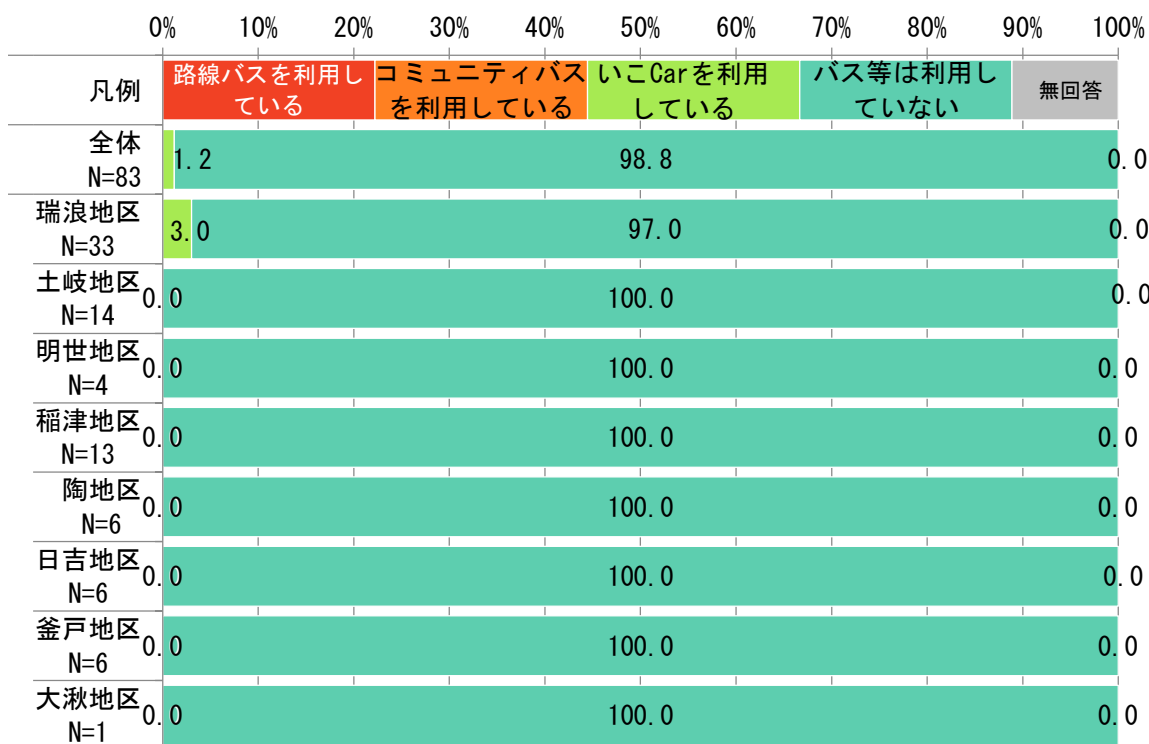 0% 10% 20% 30% 40% 50% 60% 70% 80% 90% 100%
凡例
路線バスを利用し
ている
コミュニティバス
を利用している
いこCarを利用
している
バス等は利用し
ていない
無回答
全体
N=83
1.2 98.8 0.0
瑞浪地区
N=33
3.0 97.0 0.0
土岐地区
N=14
0.0 100.0 0.0
明世地区
N=4
0.0 100.0 0.0
稲津地区
N=13
0.0 100.0 0.0
陶地区
N=6
0.0 100.0 0.0
日吉地区
N=6
0.0 100.0 0.0
釜戸地区
N=6
0.0 100.0 0.0
大湫地区
N=1
0.0 100.0 0.0